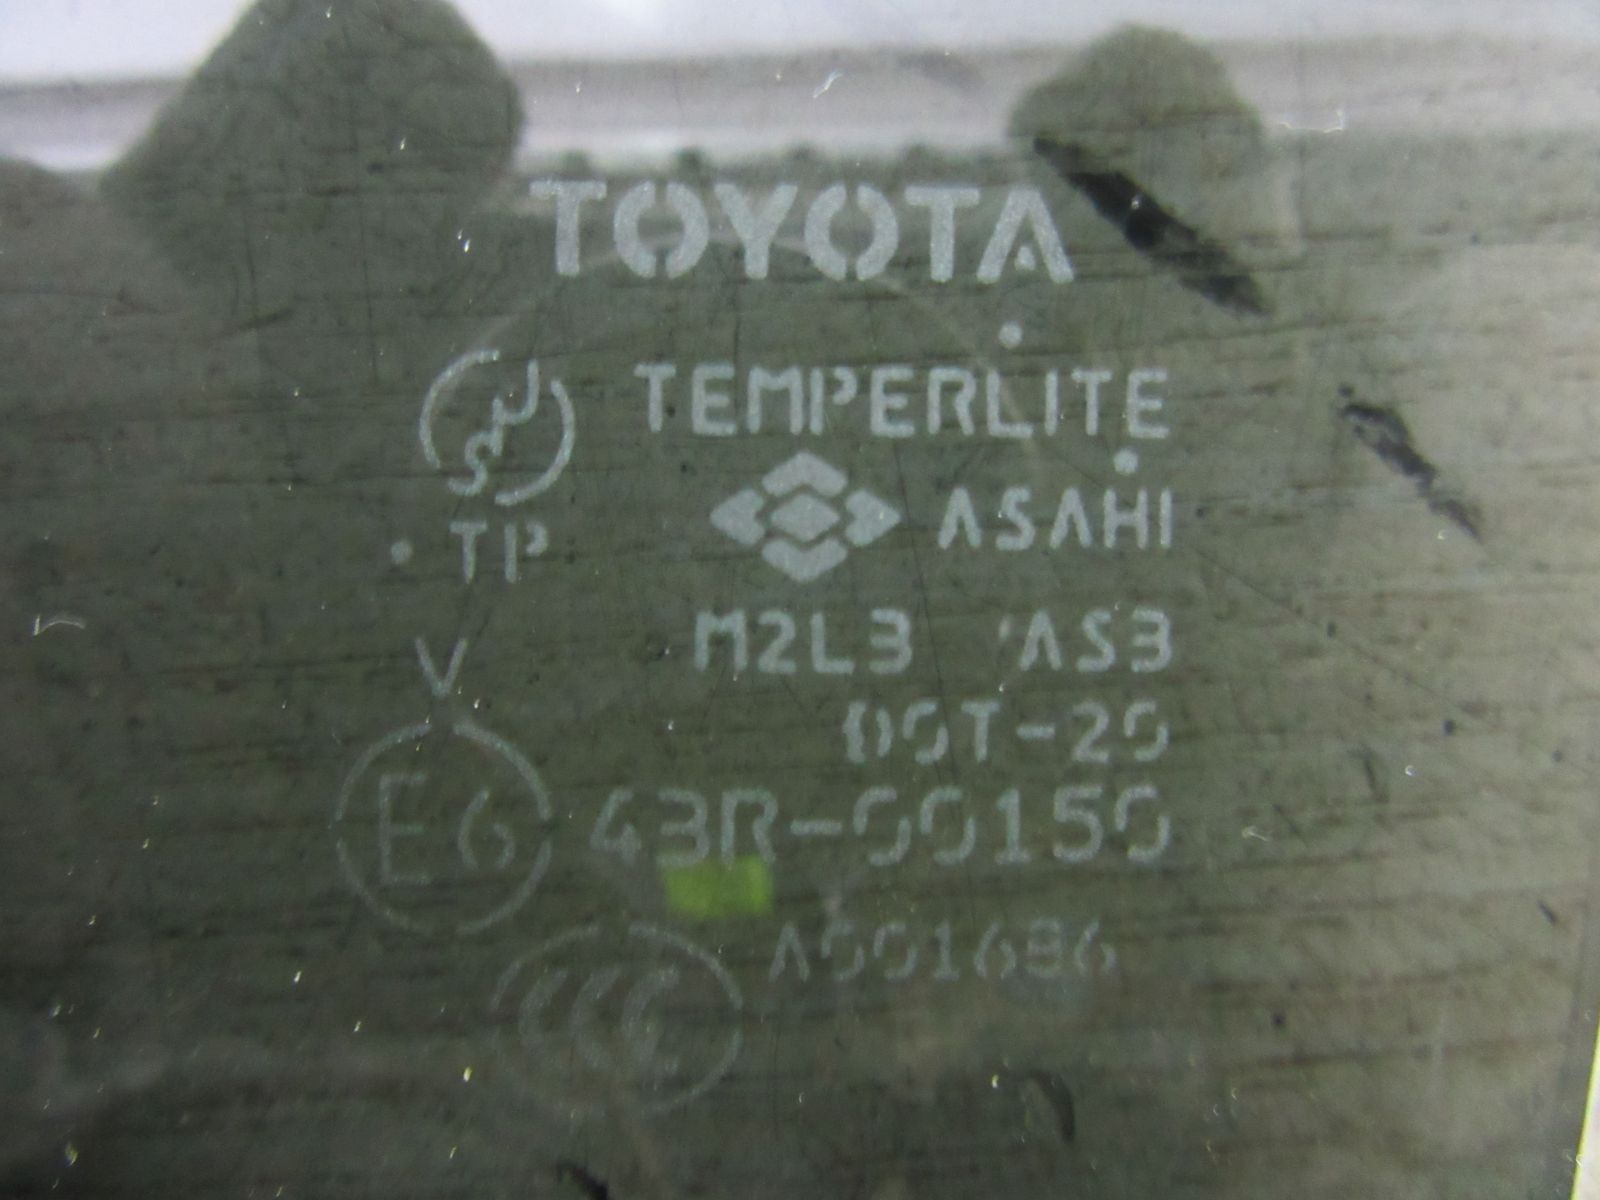 TOYOTA
TEMPERLITE
ASAHI
TP
M2L3 AS3
V
DOT-20
E6 43R-00150
A001686
CCC